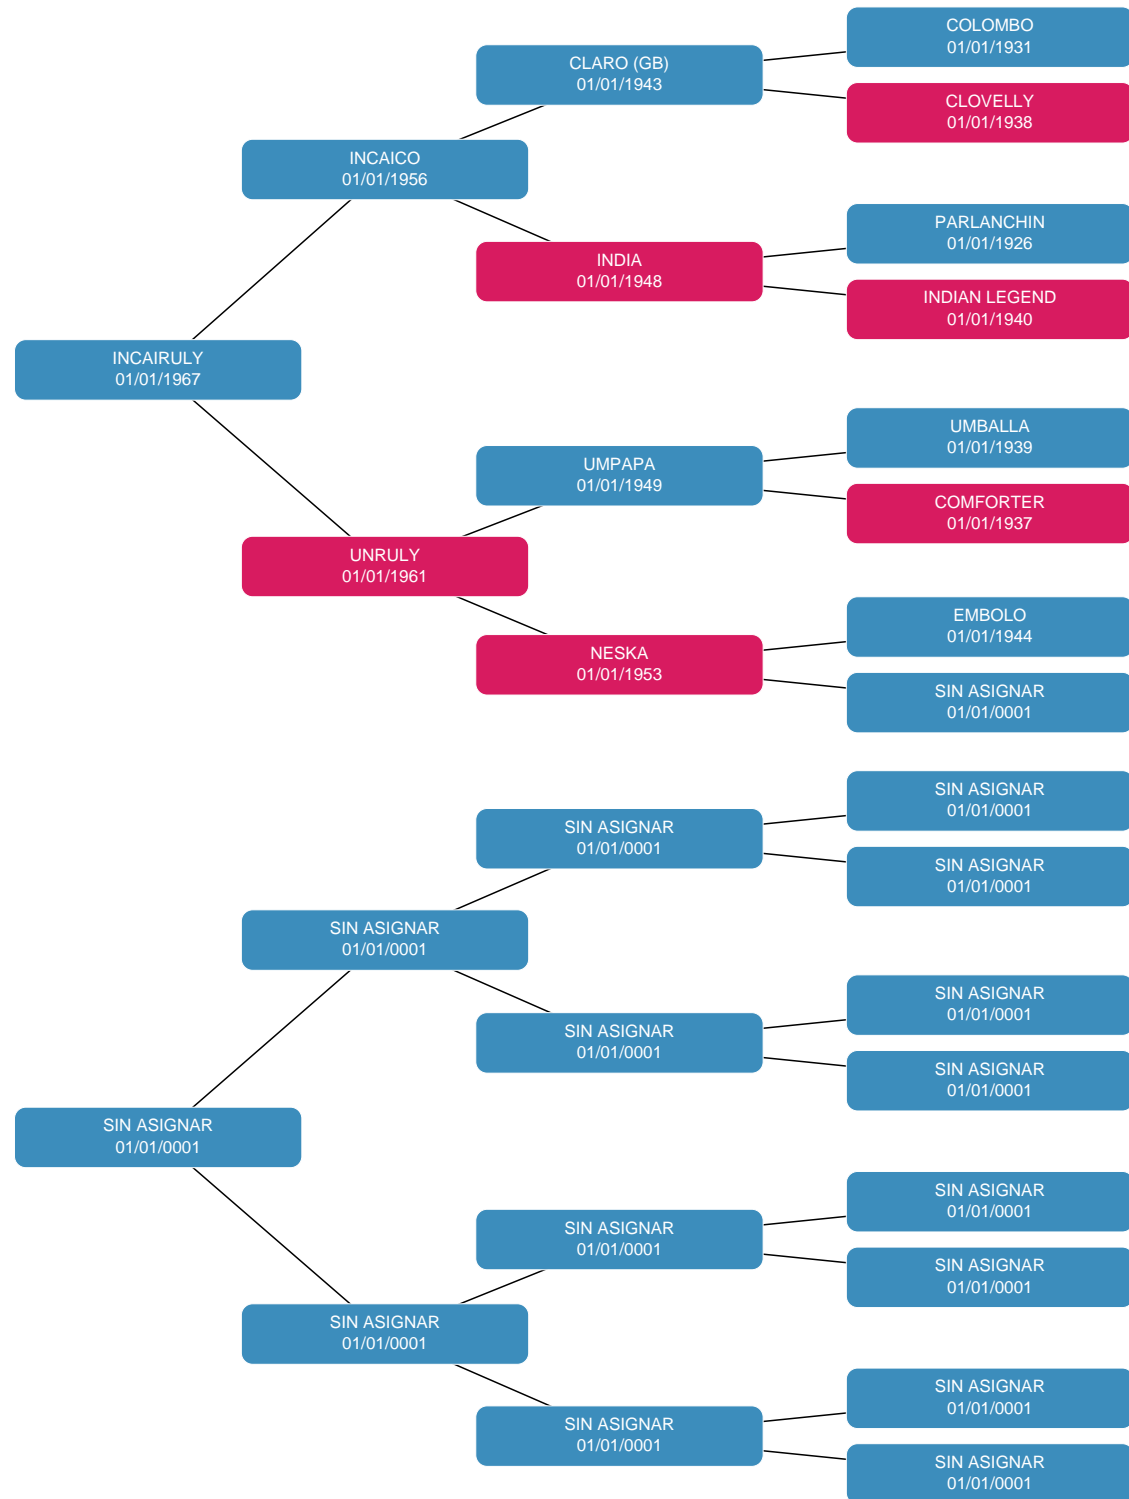 COLOMBO
01/01/1931
CLARO (GB)
01/01/1943
CLOVELLY
01/01/1938
INCAICO
01/01/1956
PARLANCHIN
01/01/1926
INDIA
01/01/1948
INDIAN LEGEND
01/01/1940
INCAIRULY
01/01/1967
UMBALLA
01/01/1939
UMPAPA
01/01/1949
COMFORTER
01/01/1937
UNRULY
01/01/1961
EMBOLO
01/01/1944
NESKA
01/01/1953
SIN ASIGNAR
01/01/0001
SIN ASIGNAR
01/01/0001
SIN ASIGNAR
01/01/0001
SIN ASIGNAR
01/01/0001
SIN ASIGNAR
01/01/0001
SIN ASIGNAR
01/01/0001
SIN ASIGNAR
01/01/0001
SIN ASIGNAR
01/01/0001
SIN ASIGNAR
01/01/0001
SIN ASIGNAR
01/01/0001
SIN ASIGNAR
01/01/0001
SIN ASIGNAR
01/01/0001
SIN ASIGNAR
01/01/0001
SIN ASIGNAR
01/01/0001
SIN ASIGNAR
01/01/0001
SIN ASIGNAR
01/01/0001